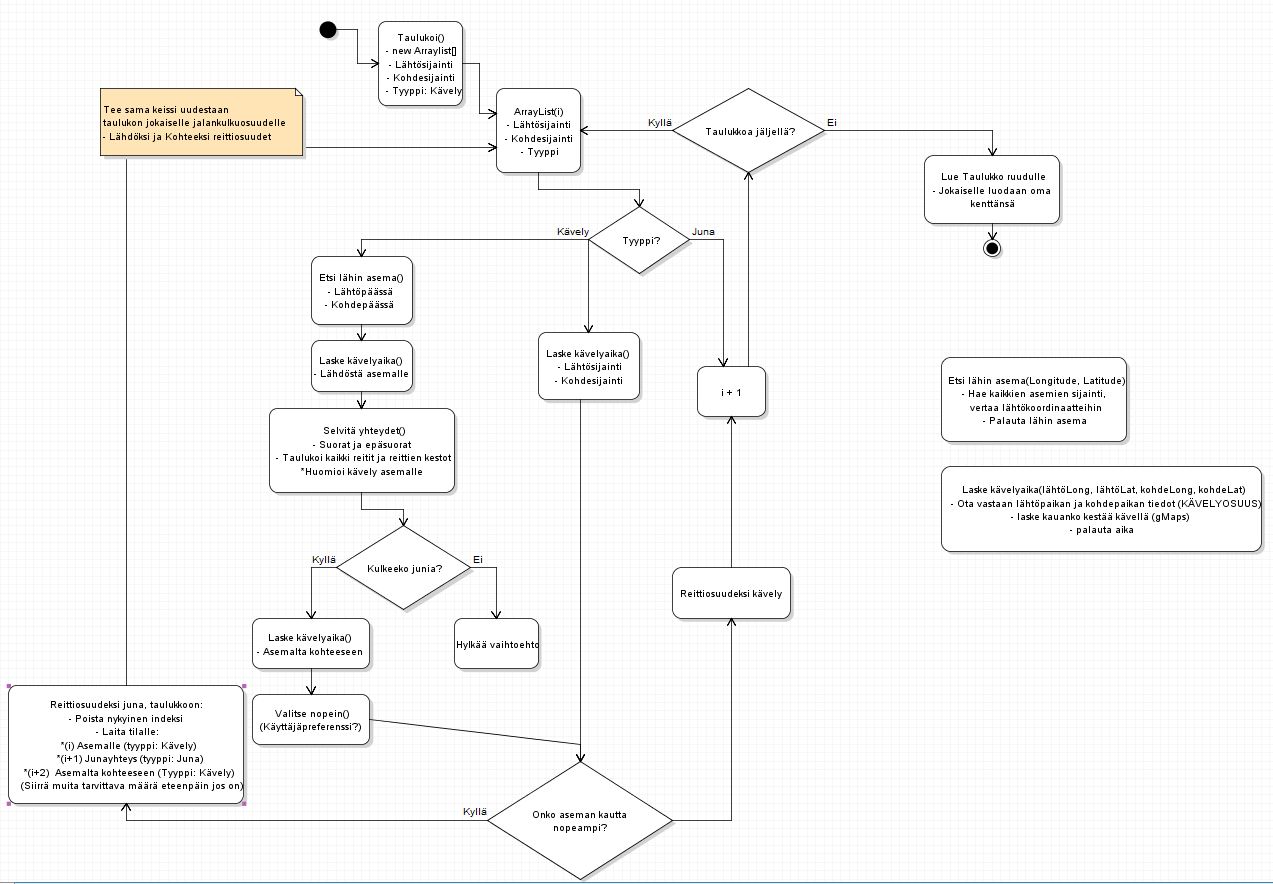 Taulukoi()
- new Arraylist[]
- Lähtösijainti
- Kohdesijainti
- Tyyppi: Kävely
Tee sama keissi uudestaan
taulukon jokaiselle jalankulkuosuudelle
- Lähdöksi ja Kohteeksi reittiosuudet
ArrayList(i)
- Lähtösijainti
- Kohdesijainti
- Tyyppi
Kyllä
Taulukkoa jäljellä?
Ei
Lue Taulukko ruudulle
- Jokaiselle luodaan oma
kenttänsä
Kävely
Tyyppi?
Juna
Etsi lähin asema()
- Lähtöpäässä
- Kohdepäässä
Laske kävelyaika()
- Lähdöstä asemalle
Laske kävelyaika()
- Lähtösijainti
- Kohdesijainti
i + 1
Etsi lähin asema(Longitude, Latitude)
- Hae kaikkien asemien sijainti,
vertaa lähtökoordinaatteihin
- Palauta lähin asema
Selvitä yhteydet()
- Suorat ja epäsuorat
- Taulukoi kaikki reitit ja reittien kestot
*Huomioi kävely asemalle
Laske kävelyaika(lähtöLong, lähtöLat, kohdeLong, kohdeLat)
- Ota vastaan lähtöpaikan ja kohdepaikan tiedot (KÄVELYOSUUS)
- laske kauanko kestää kävellä (gMaps)
- palauta aika
Kyllä
Kulkeeko junia?
Ei
Reittiosuudeksi kävely
Laske kävelyaika()
- Asemalta kohteeseen
Hylkää vaihtoehto
Valitse nopein()
(Käyttäjäpreferenssi?)
Reittiosuudeksi juna, taulukkoon:
- Poista nykyinen indeksi
- Laita tilalle:
*(i) Asemalle (tyyppi: Kävely)
*(i+1) Junayhteys (tyyppi: Juna)
*(i+2) Asemalta kohteeseen (Tyyppi: Kävely)
(Siirrä muita tarvittava määrä eteenpäin jos on)
Kyllä
Onko aseman kautta
nopeampi?